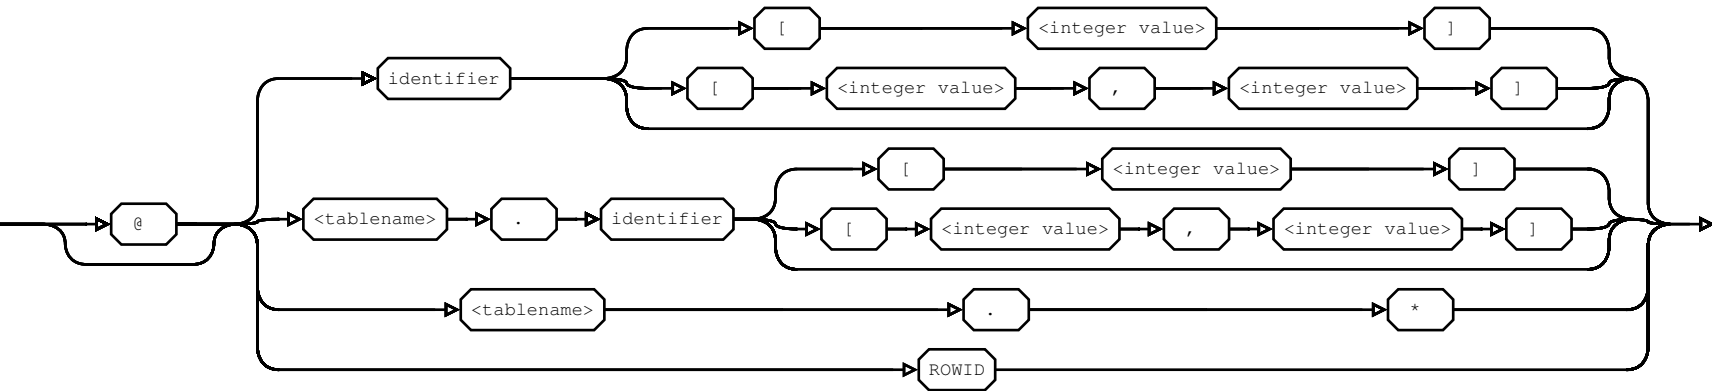 [ <integer value> ]
identifier
[ <integer value> , <integer value> ]
[ <integer value> ]
@ <tablename> . identifier
[ <integer value> , <integer value> ]
<tablename> . *
ROWID